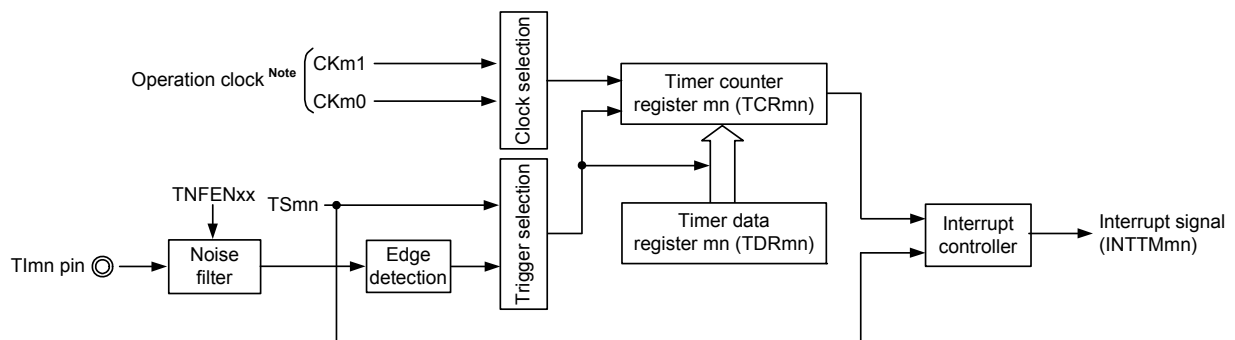 Operation clock Note
CKm1
CKm0
Clock selection
Timer counter
register mn (TCRmn)
TNFENxx
TSmn
Trigger selection
Timer data
register mn (TDRmn)
TImn pin
Noise
filter
Edge
detection
Interrupt
controller
Interrupt signal
(INTTMmn)